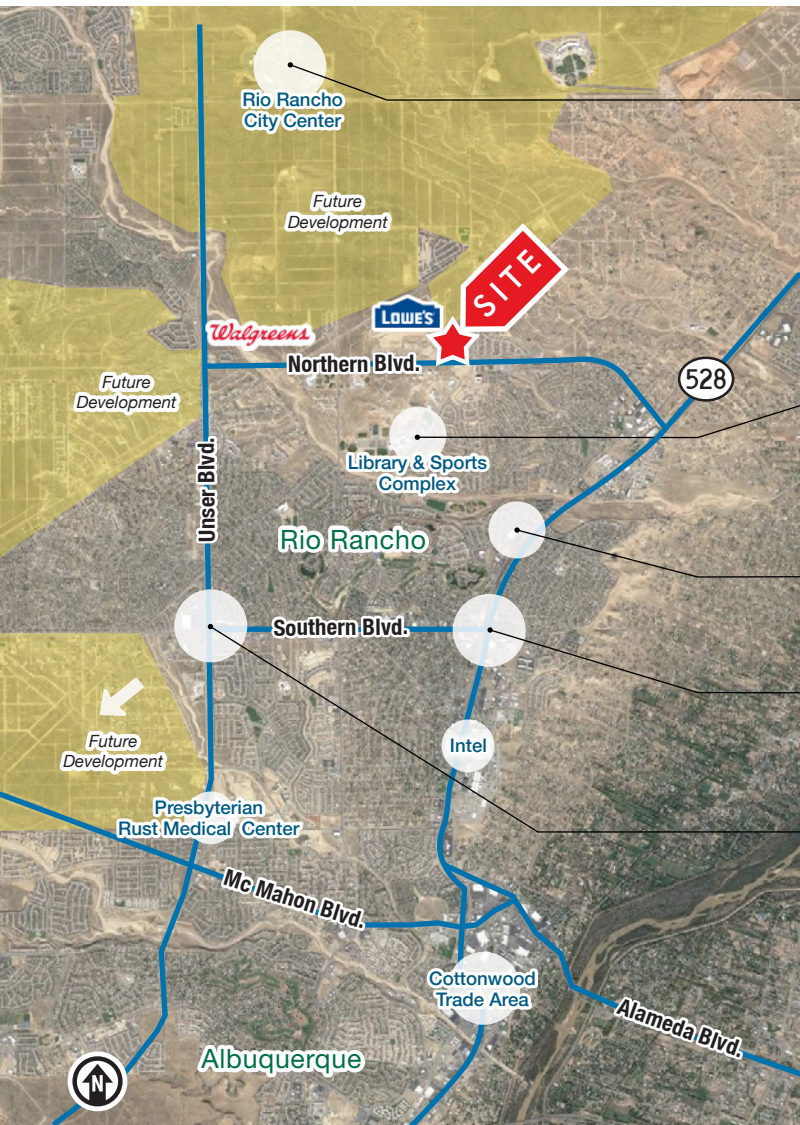 Rio Rancho
City Center
Future
Development
SITE
LOWE'S
Walgreens
Northern Blvd.
528
Future
Development
Unser Blvd.
Library & Sports
Complex
Rio Rancho
Southern Blvd.
Future
Development
Intel
Presbyterian
Rust Medical Center
Mc Mahon Blvd.
Cottonwood
Trade Area
Alameda Blvd.
Albuquerque
N